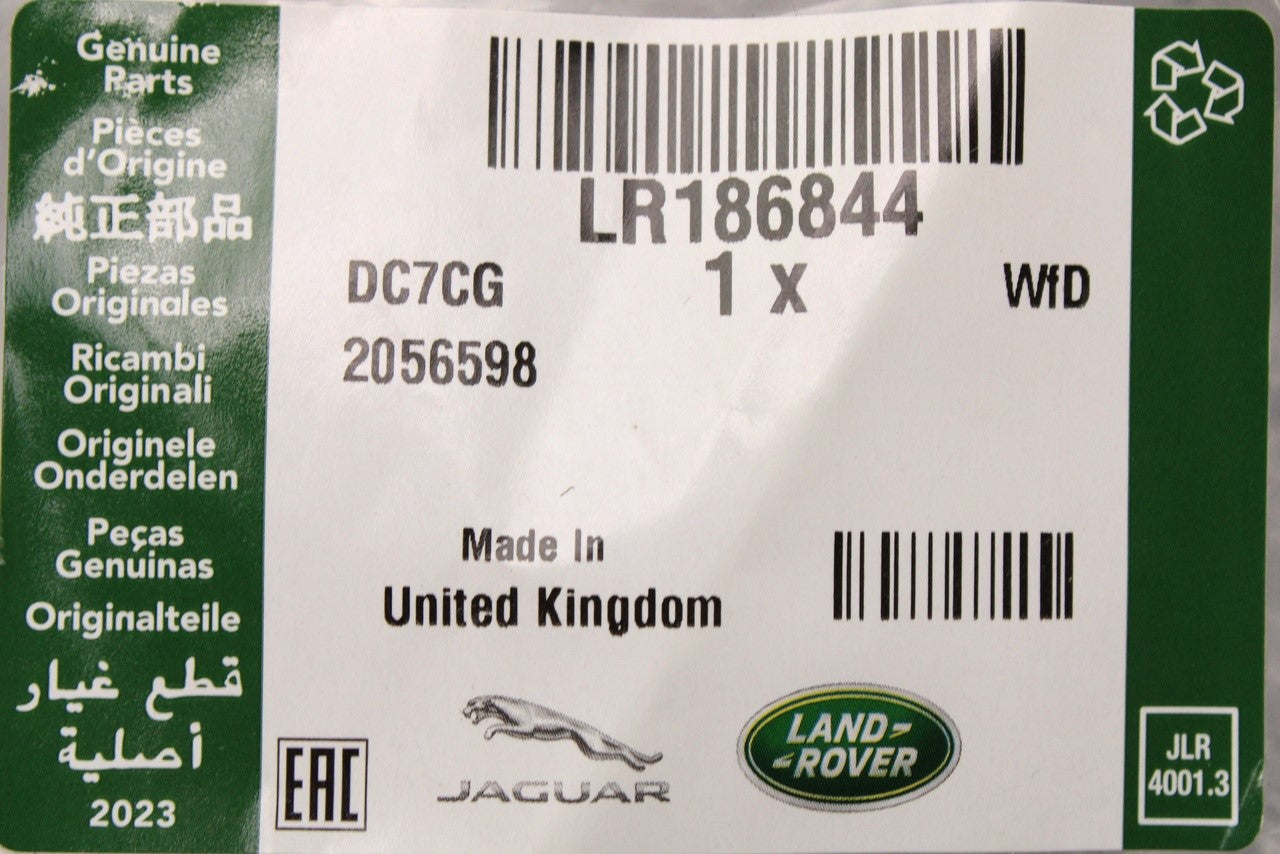 Genuine
Parts
Pièces
d'Origine
純正部品
Piezas
Originales
Ricambi
Originali
Originele
Onderdelen
Peças
Genuinas
Originalteile
قطع غيار
أصلية
2023
LR186844
DC7CG
1 x
WfD
2056598
Made In
United Kingdom
EAC
JAGUAR
LAND-
-ROVER
JLR
4001.3